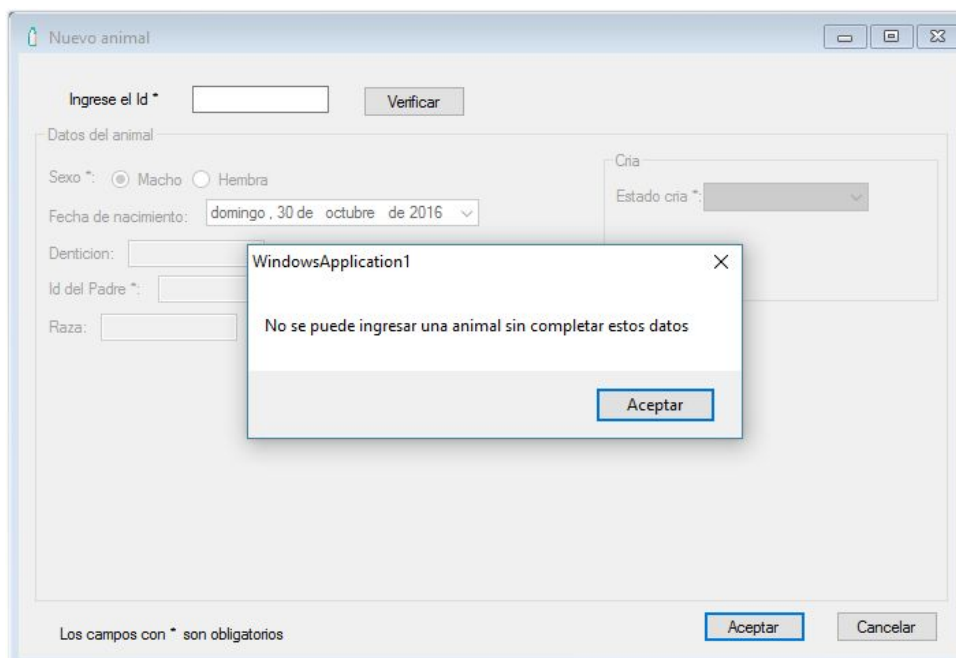 Nuevo animal
Ingrese el Id *
Verificar
Datos del animal
Sexo *: Macho Hembra
Fecha de nacimiento: domingo , 30 de octubre de 2016
Denticion:
Id del Padre *:
Raza:
Cria
Estado cria *:
WindowsApplication1
No se puede ingresar una animal sin completar estos datos
Aceptar
Los campos con * son obligatorios
Aceptar Cancelar